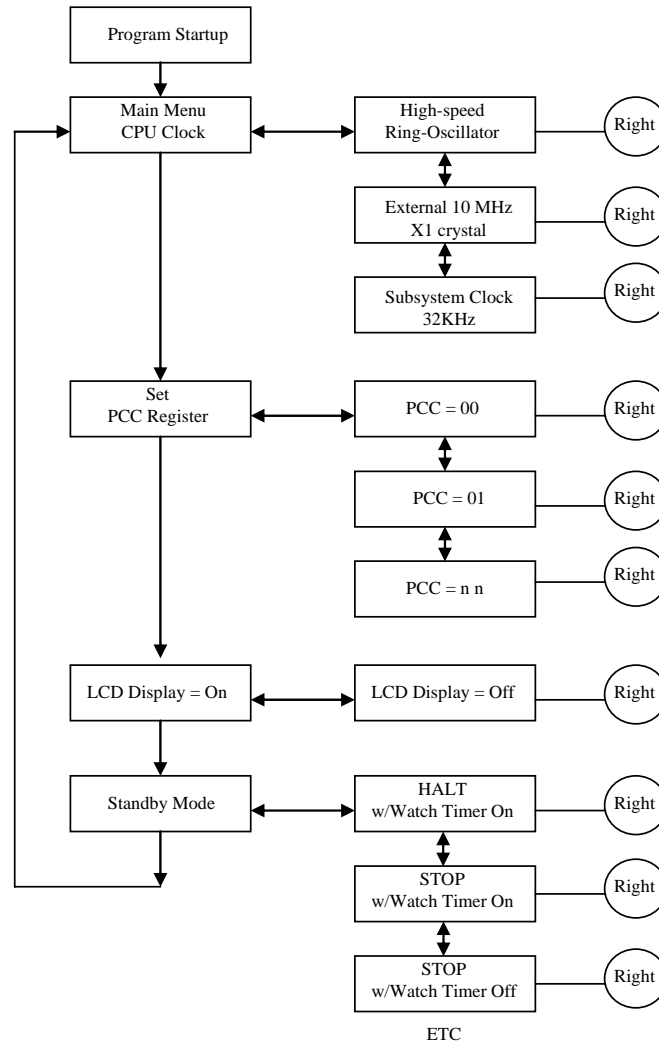 Program Startup
Main Menu
CPU Clock
High-speed
Ring-Oscillator
Right
External 10 MHz
X1 crystal
Right
Subsystem Clock
32KHz
Right
Set
PCC Register
PCC = 00
Right
PCC = 01
Right
PCC = n n
Right
LCD Display = On
LCD Display = Off
Right
Standby Mode
HALT
w/Watch Timer On
Right
STOP
w/Watch Timer On
Right
STOP
w/Watch Timer Off
Right
ETC